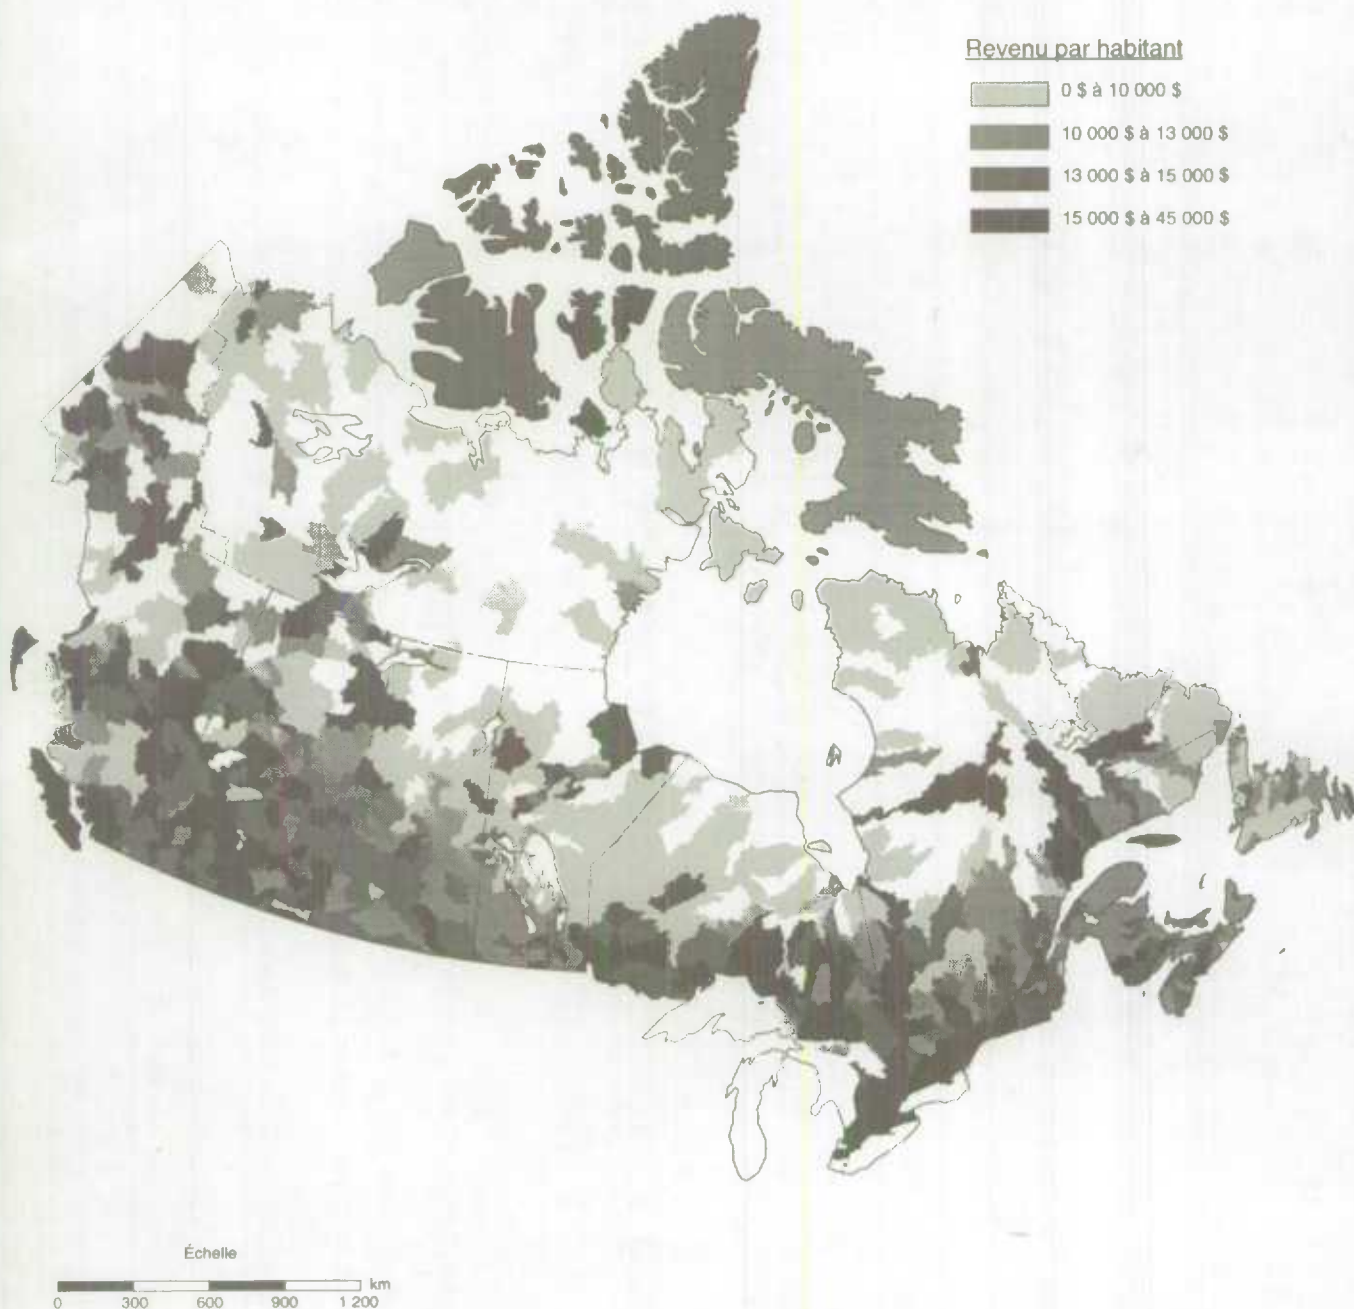 Revenu par habitant
0 $ à 10 000 $
10 000 $ à 13 000 $
13 000 $ à 15 000 $
15 000 $ à 45 000 $
Échelle
km
0 300 600 900 1 200